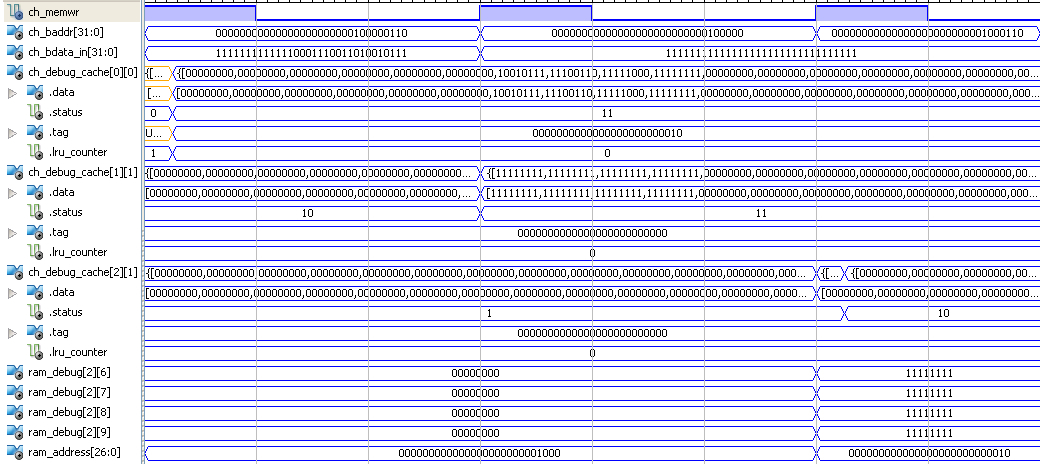 ch_memwr
ch_baddr[31:0] 00000000000000000000000100000110 00000000000000000000000000100000 00000000000000000000000001000110
ch_bdata_in[31:0] 11111111111110001110011010010111 11111111111111111111111111111111
ch_debug_cache[0][0] {[... {[00000000,00000000,00000000,00000000,00000000,00000000,10010111,11100110,11111000,11111111,00000000,00000000,00000000,00000000,00000000,00000000,00...
.data [... [00000000,00000000,00000000,00000000,00000000,00000000,10010111,11100110,11111000,11111111,00000000,00000000,00000000,00000000,00000000,00000000,000...
.status 0 11
.tag U... 0000000000000000000000010
.lru_counter 1 0
ch_debug_cache[1][1] {[00000000,00000000,00000000,00000000,00000000,00000000... {[11111111,11111111,11111111,11111111,00000000,00000000,00000000,00000000,00000000,00000000,00...
.data [00000000,00000000,00000000,00000000,00000000,00000000,... [11111111,11111111,11111111,11111111,00000000,00000000,00000000,00000000,00000000,00000000,000...
.status 10 11
.tag 0000000000000000000000000
.lru_counter 0
ch_debug_cache[2][1] {[00000000,00000000,00000000,00000000,00000000,00000000,00000000,00000000,00000000,00000000,00000000,00000000,000... {[... {[00000000,00000000,00000000,00...
.data [00000000,00000000,00000000,00000000,00000000,00000000,00000000,00000000,00000000,00000000,00000000,00000000,000... [00000000,00000000,00000000,00000000,...
.status 1 10
.tag 0000000000000000000000000
.lru_counter 0
ram_debug[2][6] 00000000 11111111
ram_debug[2][7] 00000000 11111111
ram_debug[2][8] 00000000 11111111
ram_debug[2][9] 00000000 11111111
ram_address[26:0] 000000000000000000000001000 000000000000000000000000010